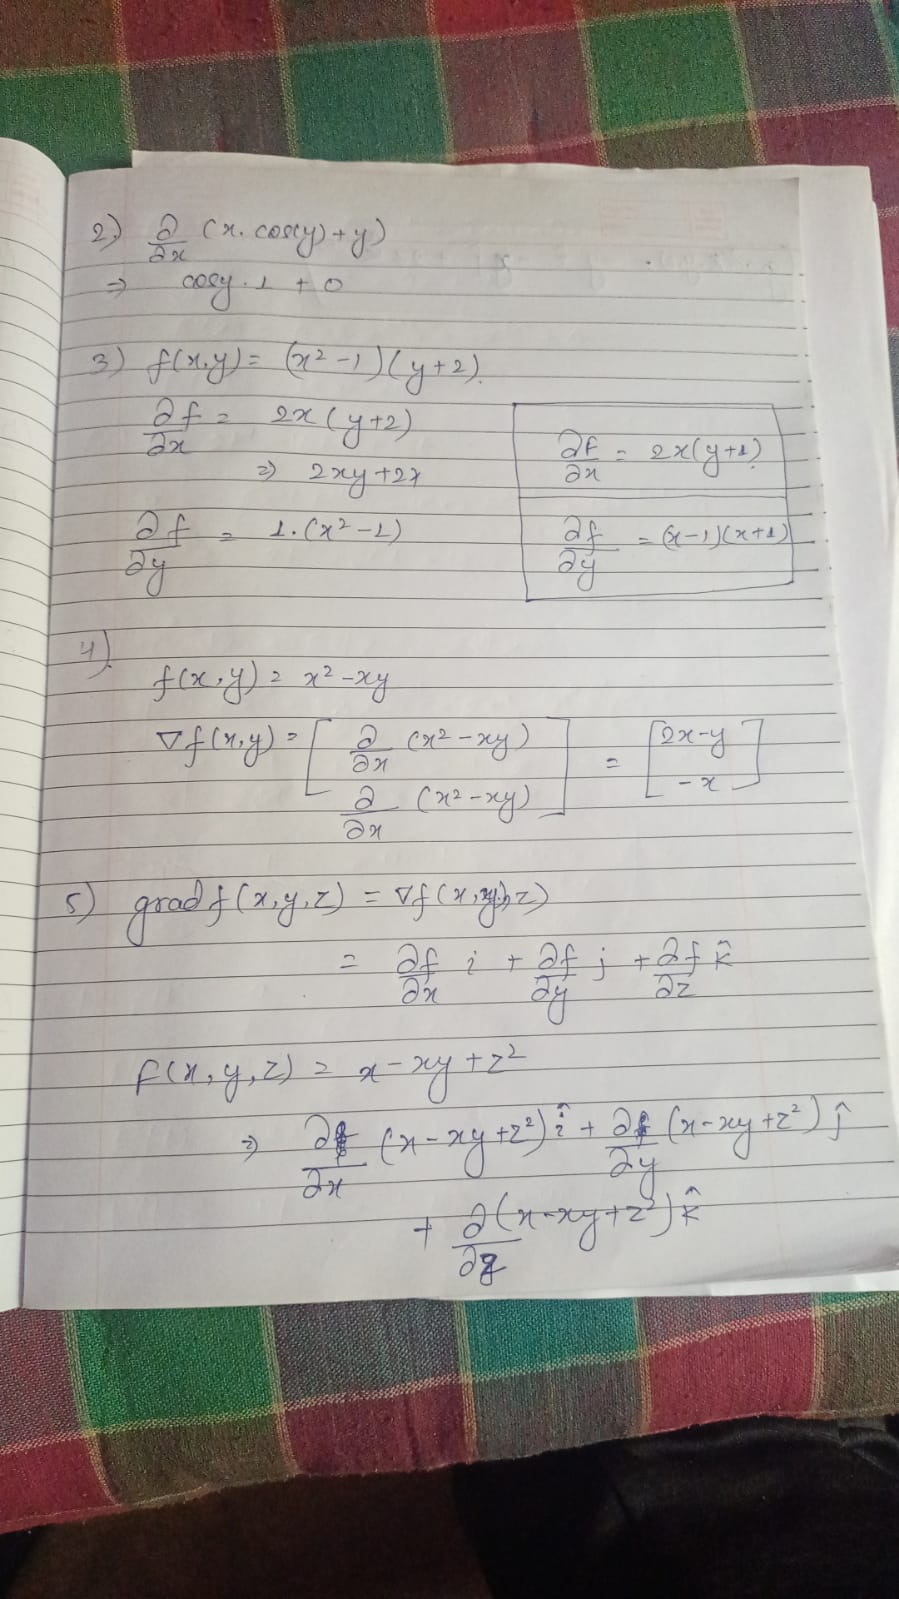 2) ∂/∂x (x. cos(y) + y)
⇒ cosy. 1 + 0
3) f(x,y) = (x² - 1)(y + 2)
∂f/∂x = 2x (y + 2)
⇒ 2xy + 2x
∂f/∂x = 2x(y+1)
∂f/∂y = 1. (x² - 1)
∂f/∂y = (x-1)(x+1)
4)
f(x,y) = x² - xy
∇f(x,y) = [ ∂/∂x (x² - xy) ∂/∂x (x² - xy) ] = [ 2x-y -x ]
5) grad f(x,y,z) = ∇f(x,y,z)
= ∂f/∂x i + ∂f/∂y j + ∂f/∂z k̂
f(x,y,z) = x - xy + z²
⇒ ∂/∂x (x - xy + z²) î + ∂/∂y (x - xy + z²) ĵ
+ ∂/∂z (x - xy + z²) k̂